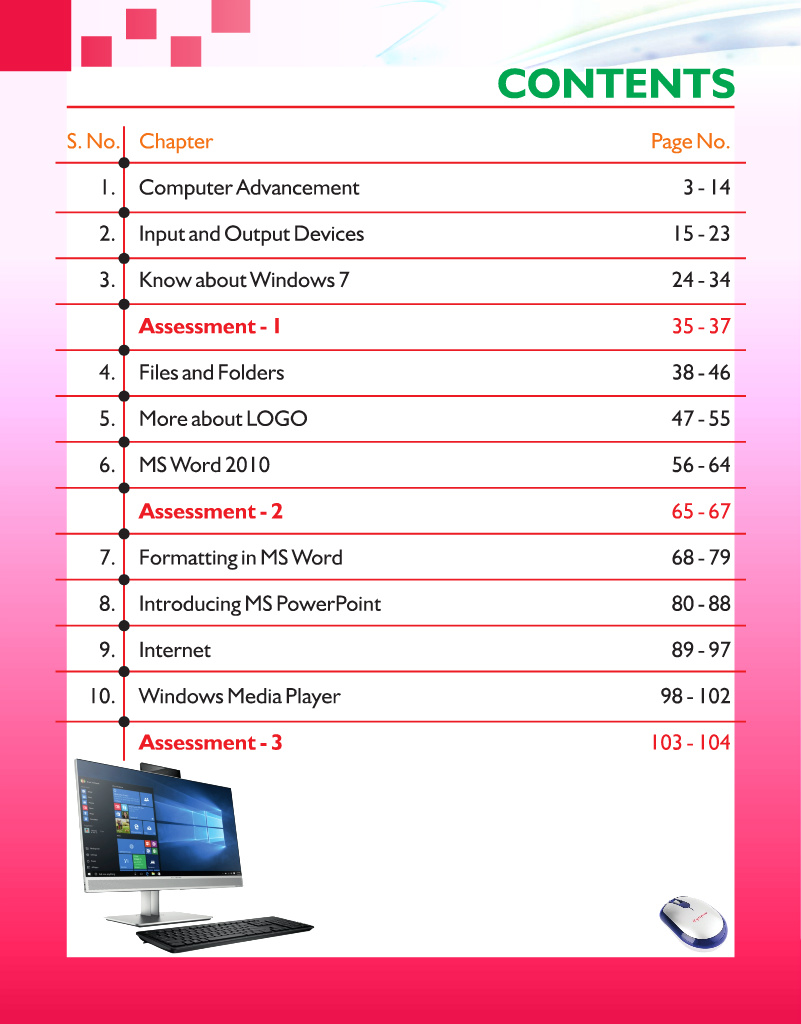 CONTENTS
S. No. Chapter Page No.
1. Computer Advancement 3 - 14
2. Input and Output Devices 15 - 23
3. Know about Windows 7 24 - 34
Assessment - 1 35 - 37
4. Files and Folders 38 - 46
5. More about LOGO 47 - 55
6. MS Word 2010 56 - 64
Assessment - 2 65 - 67
7. Formatting in MS Word 68 - 79
8. Introducing MS PowerPoint 80 - 88
9. Internet 89 - 97
10. Windows Media Player 98 - 102
Assessment - 3 103 - 104